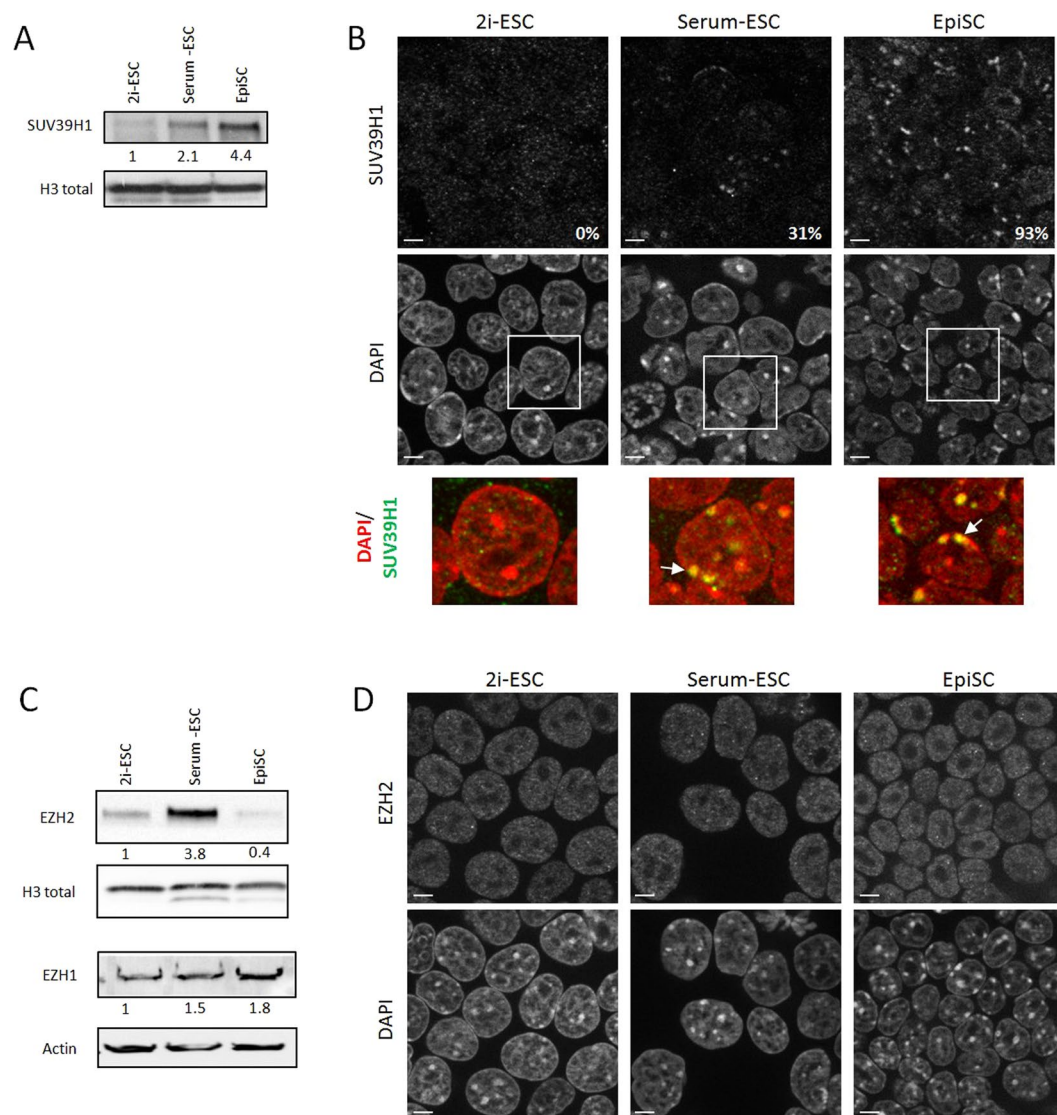 A
2i-ESC
Serum -ESC
EpiSC
SUV39H1
1 2.1 4.4
H3 total
B
2i-ESC Serum-ESC EpiSC
SUV39H1
0% 31% 93%
DAPI
DAPI/
SUV39H1
C
2i-ESC
Serum -ESC
EpiSC
EZH2
1 3.8 0.4
H3 total
EZH1
1 1.5 1.8
Actin
D
2i-ESC Serum-ESC EpiSC
EZH2
DAPI